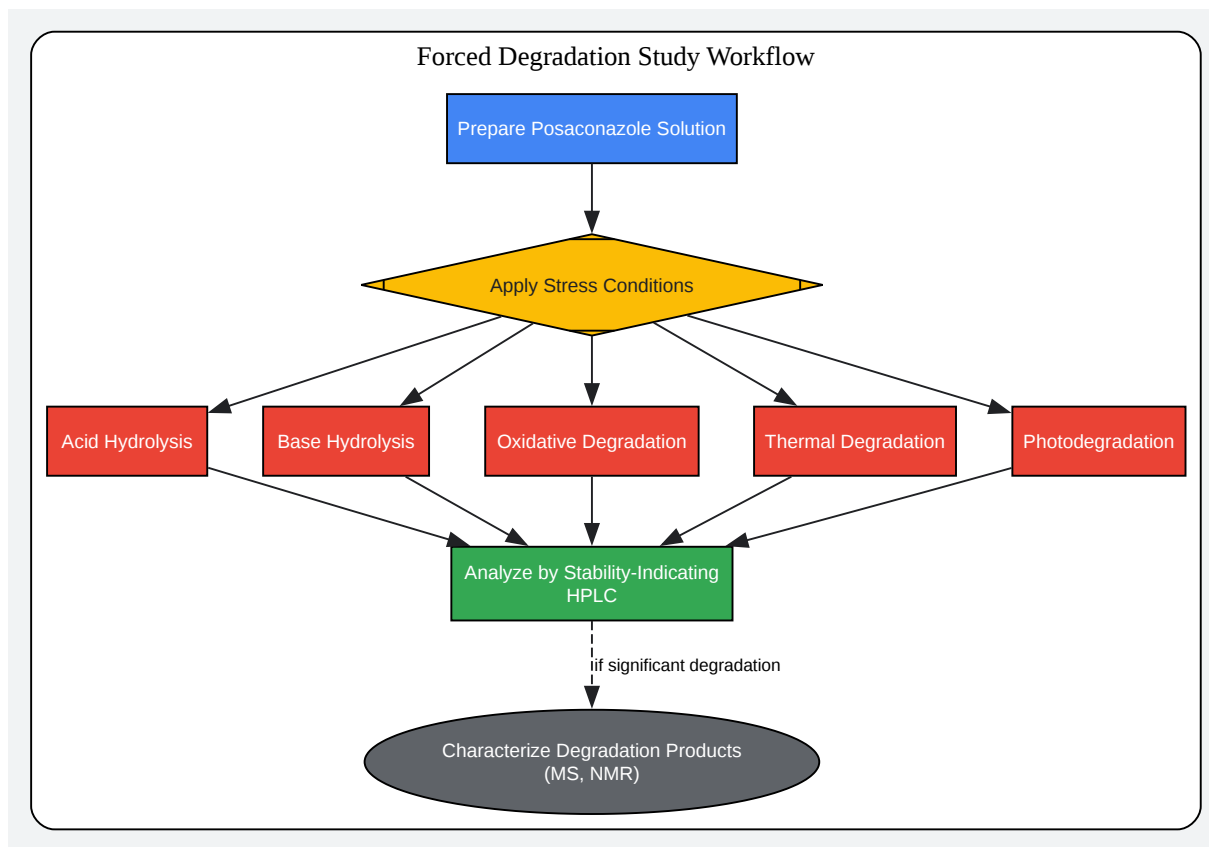 Forced Degradation Study Workflow
Prepare Posaconazole Solution
Apply Stress Conditions
Acid Hydrolysis
Base Hydrolysis
Oxidative Degradation
Thermal Degradation
Photodegradation
Analyze by Stability-Indicating
HPLC
if significant degradation
Characterize Degradation Products
(MS, NMR)